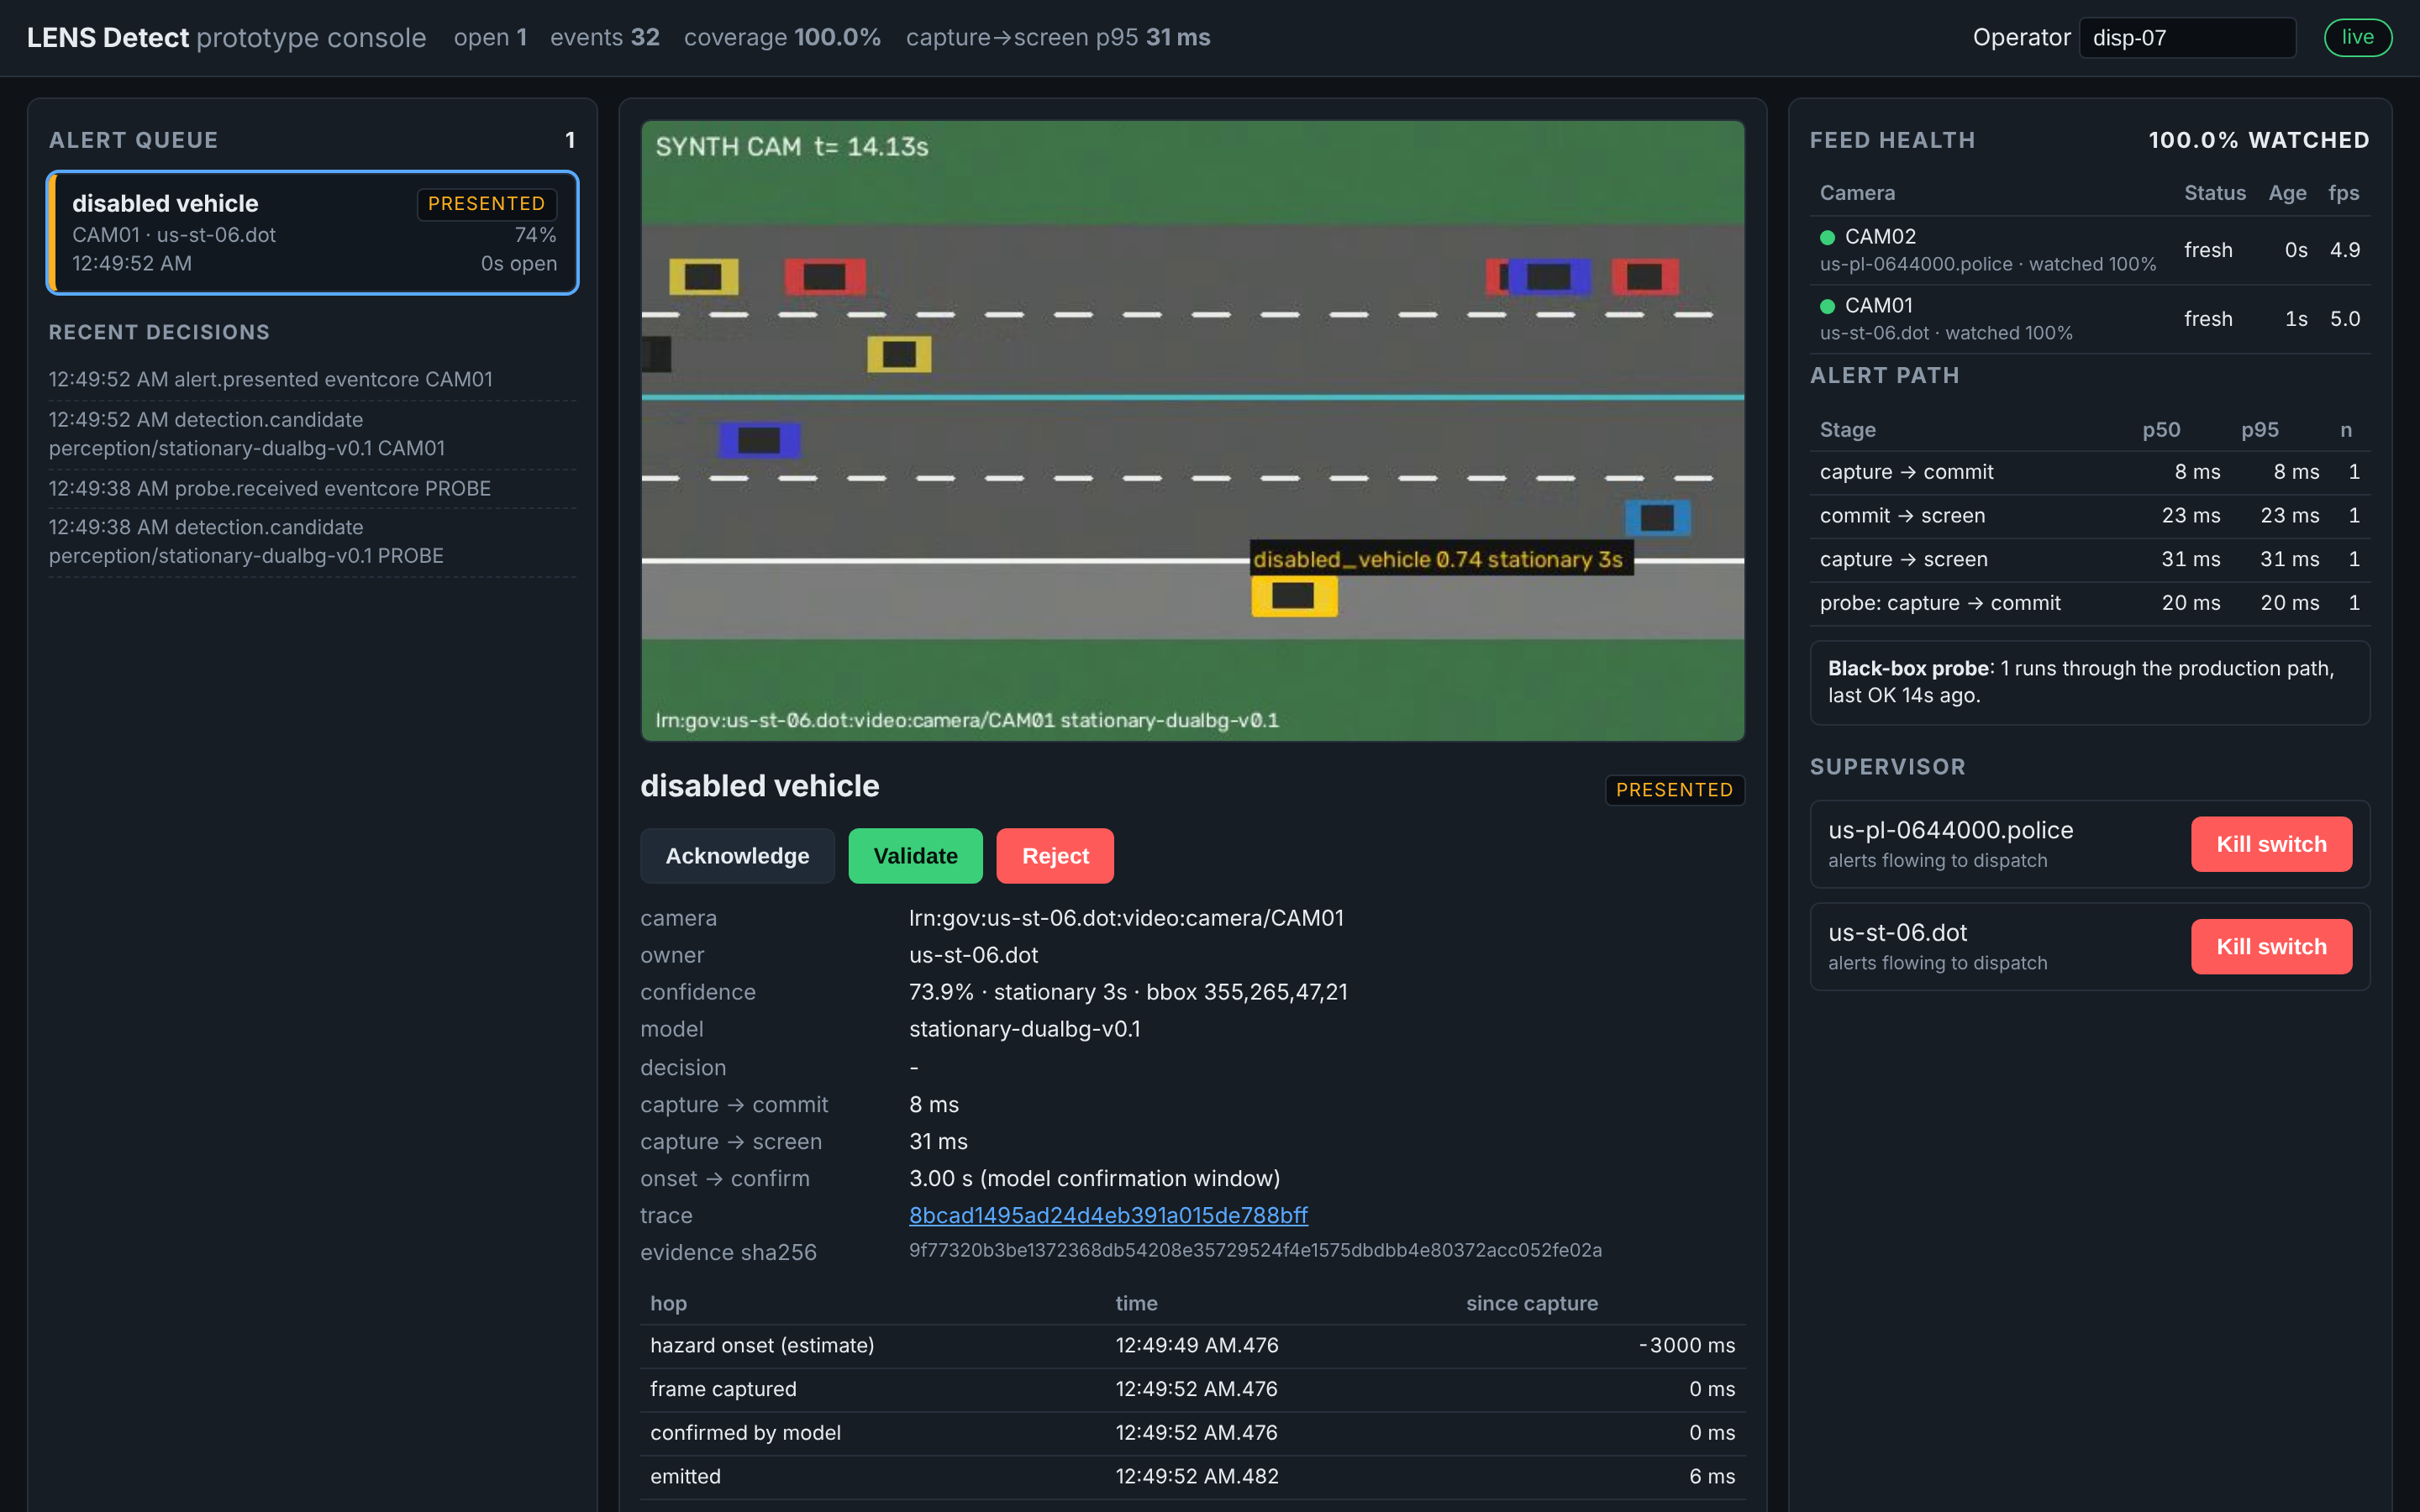 LENS Detect prototype console open 1 events 32 coverage 100.0% capture→screen p95 31 ms Operator disp-07 live
ALERT QUEUE 1
disabled vehicle PRESENTED
CAM01 · us-st-06.dot 74%
12:49:52 AM 0s open
RECENT DECISIONS
12:49:52 AM alert.presented eventcore CAM01
12:49:52 AM detection.candidate
perception/stationary-dualbg-v0.1 CAM01
12:49:38 AM probe.received eventcore PROBE
12:49:38 AM detection.candidate
perception/stationary-dualbg-v0.1 PROBE
SYNTH CAM t= 14.13s
disabled_vehicle 0.74 stationary 3s
lrn:gov:us-st-06.dot:video:camera/CAM01 stationary-dualbg-v0.1
disabled vehicle PRESENTED
Acknowledge Validate Reject
camera lrn:gov:us-st-06.dot:video:camera/CAM01
owner us-st-06.dot
confidence 73.9% · stationary 3s · bbox 355,265,47,21
model stationary-dualbg-v0.1
decision -
capture → commit 8 ms
capture → screen 31 ms
onset → confirm 3.00 s (model confirmation window)
trace 8bcad1495ad24d4eb391a015de788bff
evidence sha256 9f77320b3be1372368db54208e35729524f4e1575dbdbb4e80372acc052fe02a
hop time since capture
hazard onset (estimate) 12:49:49 AM.476 -3000 ms
frame captured 12:49:52 AM.476 0 ms
confirmed by model 12:49:52 AM.476 0 ms
emitted 12:49:52 AM.482 6 ms
FEED HEALTH 100.0% WATCHED
Camera Status Age fps
CAM02 fresh 0s 4.9
us-pl-0644000.police · watched 100%
CAM01 fresh 1s 5.0
us-st-06.dot · watched 100%
ALERT PATH
Stage p50 p95 n
capture → commit 8 ms 8 ms 1
commit → screen 23 ms 23 ms 1
capture → screen 31 ms 31 ms 1
probe: capture → commit 20 ms 20 ms 1
Black-box probe: 1 runs through the production path,
last OK 14s ago.
SUPERVISOR
us-pl-0644000.police Kill switch
alerts flowing to dispatch
us-st-06.dot Kill switch
alerts flowing to dispatch